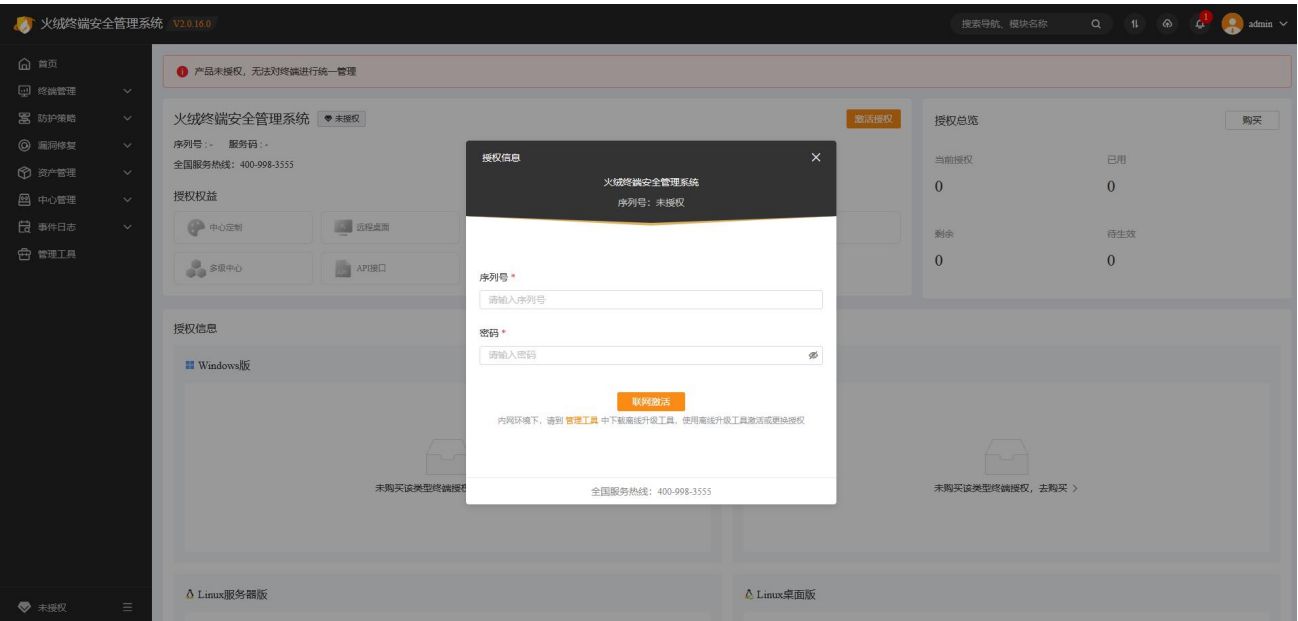 火绒终端安全管理系统 V2.0.16.0
搜索导航、模块名称
1
admin
首页
终端管理
防护策略
漏洞修复
资产管理
中心管理
事件日志
管理工具
未授权
产品未授权，无法对终端进行统一管理
火绒终端安全管理系统 未授权
激活授权
序列号：- 服务码：-
全国服务热线：400-998-3555
授权权益
中心定制
远程桌面
多级中心
API接口
授权总览
购买
当前授权 已用
0 0
剩余 待生效
0 0
授权信息
Windows版
未购买该类型终端授权
未购买该类型终端授权，去购买 >
Linux服务器版
Linux桌面版
授权信息
火绒终端安全管理系统
序列号：未授权
序列号 *
请输入序列号
密码 *
请输入密码
联网激活
内网环境下，请到 管理工具 中下载离线升级工具，使用离线升级工具激活或更换授权
全国服务热线：400-998-3555